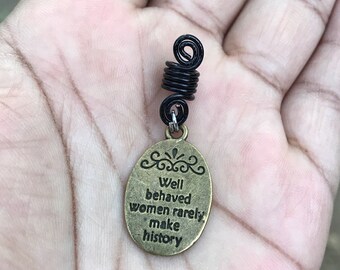 Well
behaved
women rarely
make
history